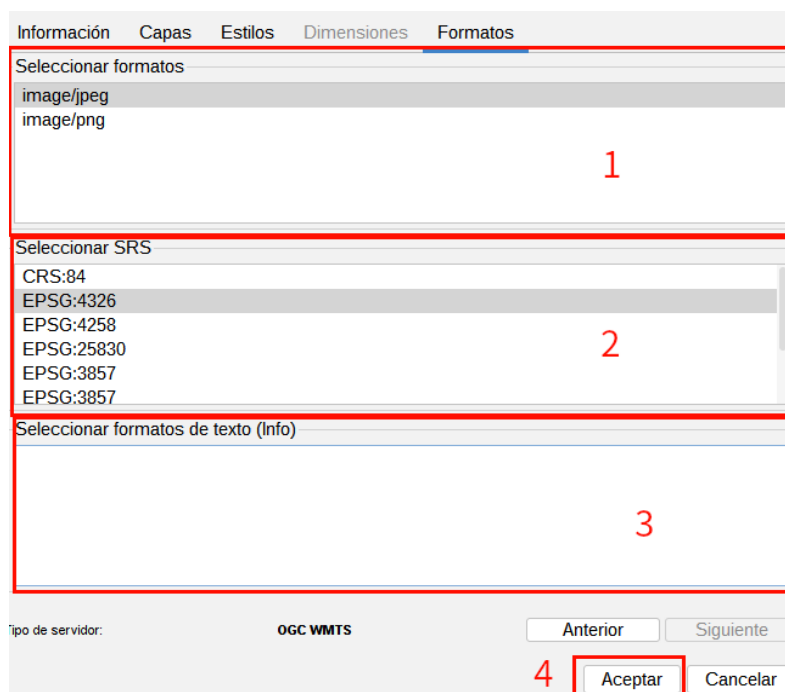 Información Capas Estilos Dimensiones Formatos
Seleccionar formatos
image/jpeg
image/png
1
Seleccionar SRS
CRS:84
EPSG:4326
EPSG:4258
EPSG:25830
2
EPSG:3857
EPSG:3857
Seleccionar formatos de texto (Info)
3
Tipo de servidor: OGC WMTS Anterior Siguiente
4 Aceptar Cancelar